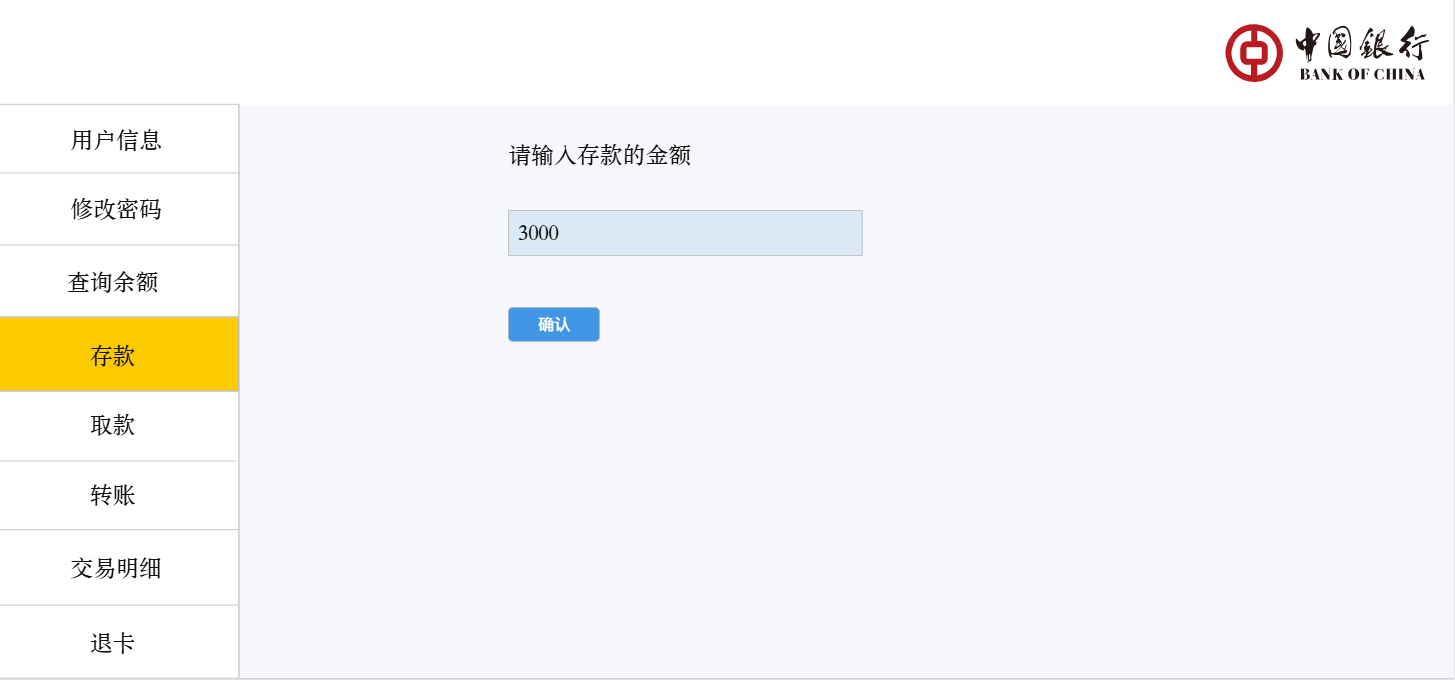 中国銀行
BANK OF CHINA
用户信息
修改密码
查询余额
存款
取款
转账
交易明细
退卡
请输入存款的金额
3000
确认